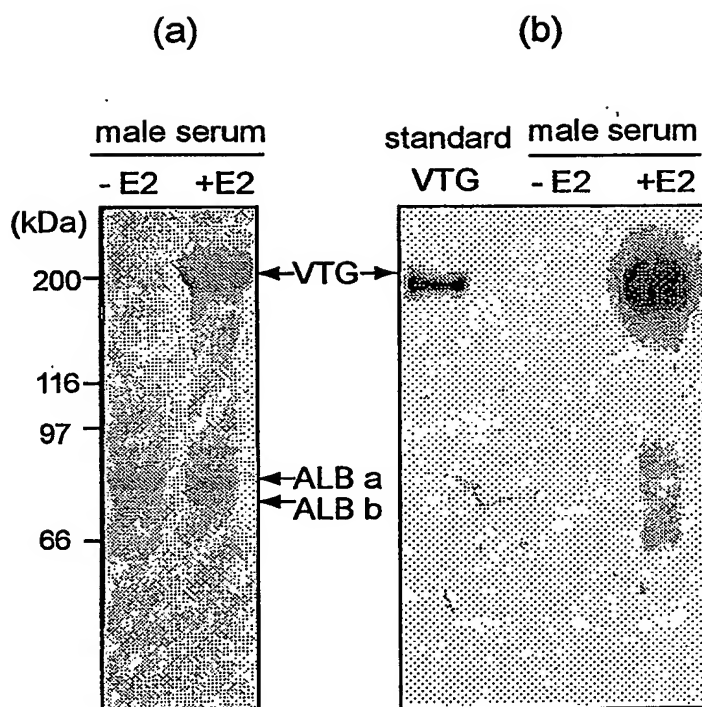 (a) (b)
male serum standard male serum
- E2 +E2 VTG - E2 +E2
(kDa)
200 VTG
116
97
ALB a
ALB b
66